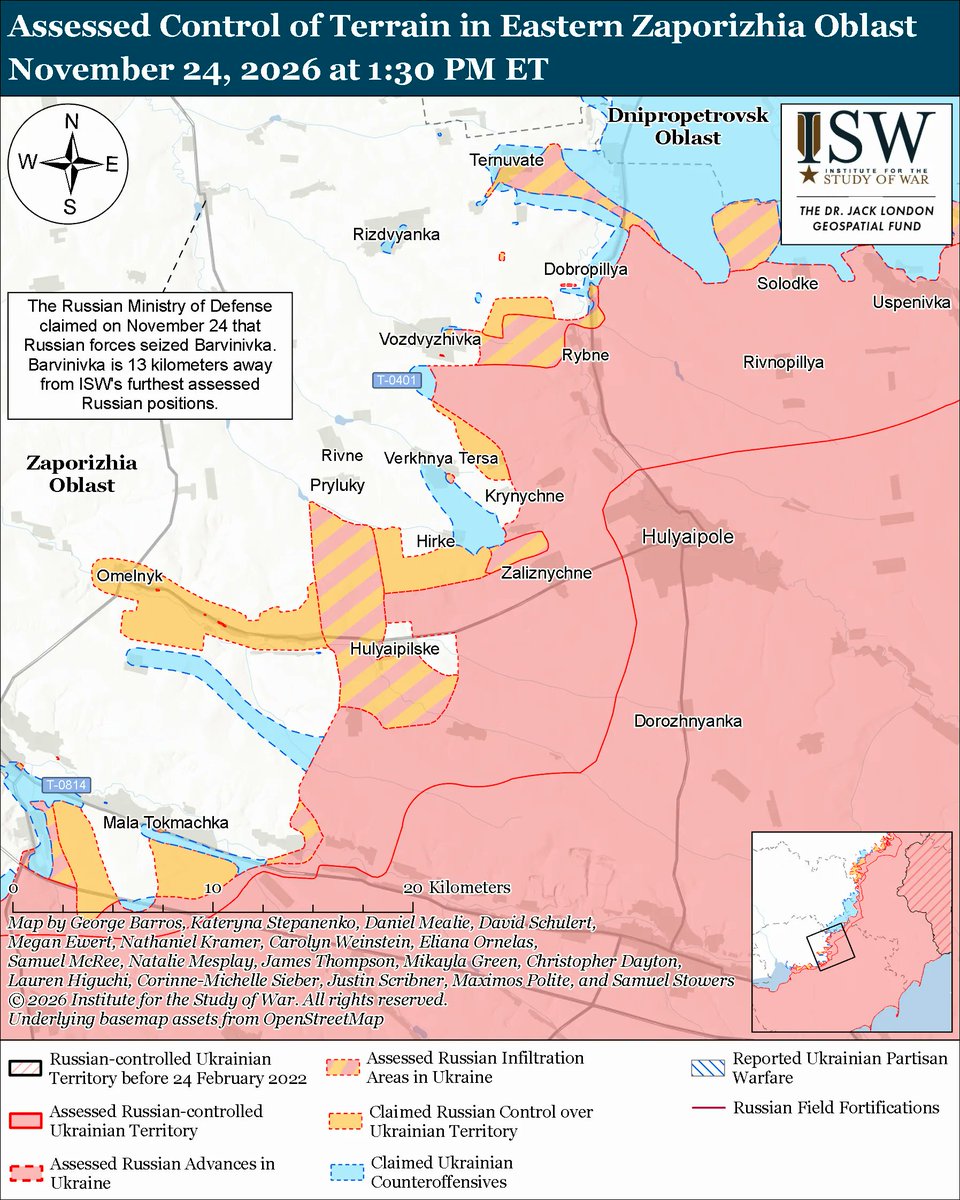 Assessed Control of Terrain in Eastern Zaporizhia Oblast
November 24, 2026 at 1:30 PM ET
N
W
E
S
Dnipropetrovsk
Oblast
ISW
INSTITUTE FOR THE
STUDY OF WAR
THE DR. JACK LONDON
GEOSPATIAL FUND
Ternuvate
Rizdvyanka
Dobropillya
Solodke
Uspenivka
The Russian Ministry of Defense
claimed on November 24 that
Russian forces seized Barvinivka.
Barvinivka is 13 kilometers away
from ISW's furthest assessed
Russian positions.
Vozdvyzhivka
Rybne
Rivnopillya
T-0401
Zaporizhia
Oblast
Rivne
Verkhnya Tersa
Pryluky
Krynychne
Hirke
Hulyaipole
Zaliznychne
Omelnyk
Hulyaipilske
Dorozhnyanka
T-0814
Mala Tokmachka
0
10
20 Kilometers
Map by George Barros, Kateryna Stepanenko, Daniel Mealie, David Schulert,
Megan Ewert, Nathaniel Kramer, Carolyn Weinstein, Eliana Ornelas,
Samuel McRee, Natalie Mesplay, James Thompson, Mikayla Green, Christopher Dayton,
Lauren Higuchi, Corinne-Michelle Sieber, Justin Scribner, Maximos Polite, and Samuel Stowers
© 2026 Institute for the Study of War. All rights reserved.
Underlying basemap assets from OpenStreetMap
Russian-controlled Ukrainian
Territory before 24 February 2022
Assessed Russian-controlled
Ukrainian Territory
Assessed Russian Advances in
Ukraine
Assessed Russian Infiltration
Areas in Ukraine
Claimed Russian Control over
Ukrainian Territory
Claimed Ukrainian
Counteroffensives
Reported Ukrainian Partisan
Warfare
Russian Field Fortifications